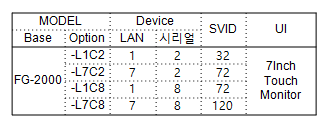 MODEL Device SVID UI
Base Option LAN 시리얼
FG-2000 -L1C2 1 2 32 7Inch Touch Monitor
-L7C2 7 2 72
-L1C8 1 8 72
-L7C8 7 8 120